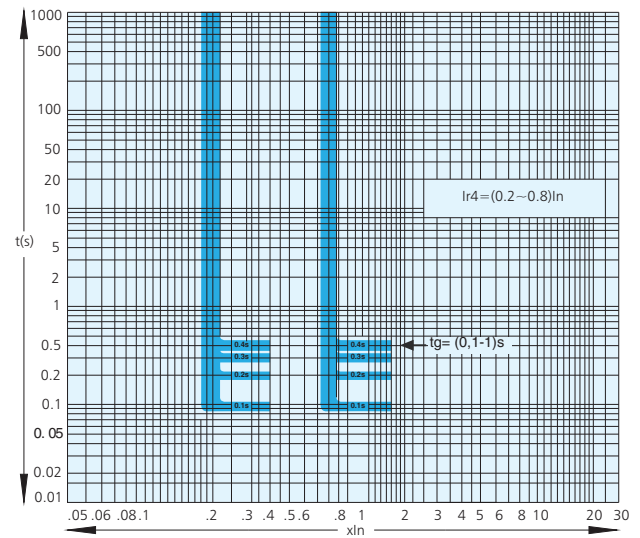 1000
500
100
50
20
10
5
2
1
0.5
0.2
0.1
0.05
0.02
0.01
t(s)
Ir4=(0.2~0.8)In
0.4s
0.3s
0.2s
0.1s
0.4s
0.3s
0.2s
0.1s
tg= (0,1-1)s
.05 .06 .08 .1 .2 .3 .4 .5 .6 .8 1 2 3 4 5 6 8 10 20 30
xIn